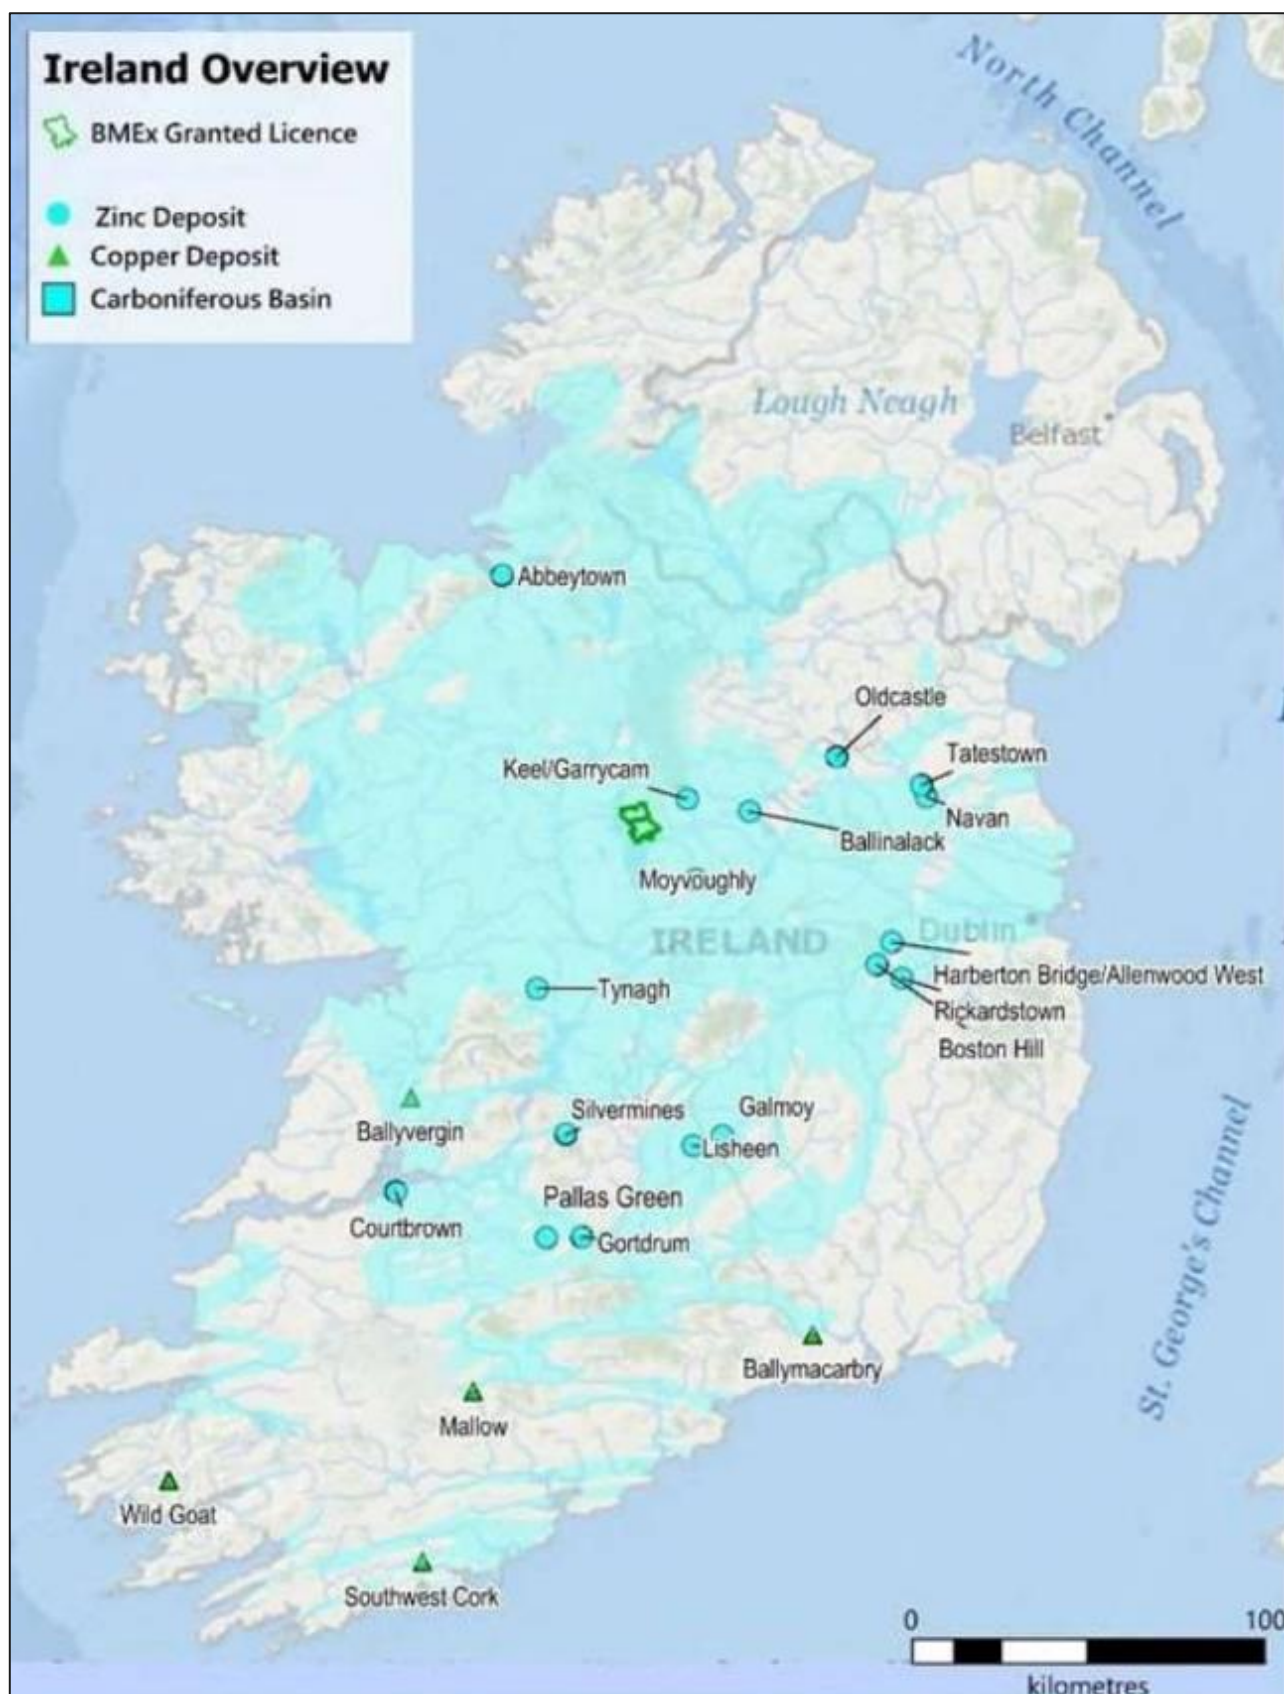 Ireland Overview
BMEx Granted Licence
Zinc Deposit
Copper Deposit
Carboniferous Basin
North Channel
Lough Neagh
Belfast
Abbeytown
Oldcastle
Tatestown
Keel/Garrycam
Navan
Ballinalack
Moyvoughly
IRELAND
Dublin
Harberton Bridge/Allenwood West
Tynagh
Rickardstown
Boston Hill
Silvermines
Galmoy
Ballyvergin
Lisheen
Pallas Green
Courtbrown
Gortdrum
St. George's Channel
Ballymacarbry
Mallow
Wild Goat
Southwest Cork
0
100
kilometres